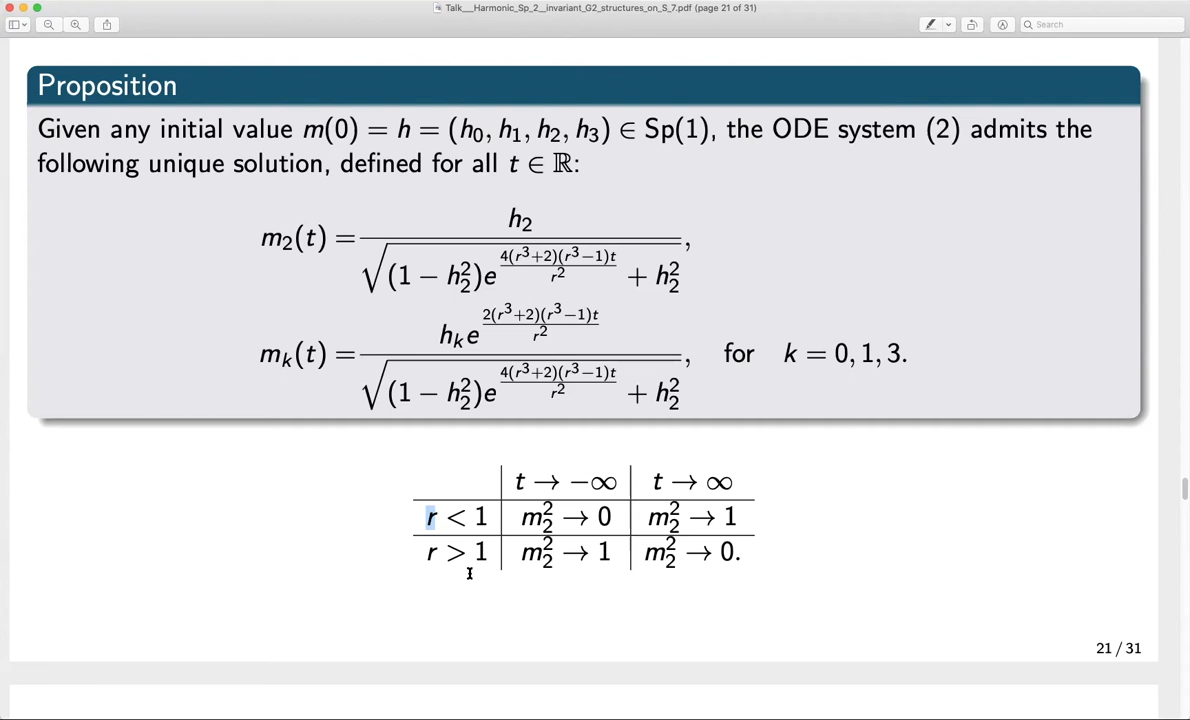 Talk___Harmonic_Sp_2__invariant_G2_structures_on_S_7.pdf (page 21 of 31)
Search
Proposition
Given any initial value m(0) = h = (h₀, h₁, h₂, h₃) ∈ Sp(1), the ODE system (2) admits the
following unique solution, defined for all t ∈ ℝ:
m₂(t) = h₂ / √((1 − h₂²)e^(4(r³+2)(r³−1)t / r²) + h₂²),
mₖ(t) = hₖe^(2(r³+2)(r³−1)t / r²) / √((1 − h₂²)e^(4(r³+2)(r³−1)t / r²) + h₂²), for k = 0, 1, 3.
t → −∞ t → ∞
r < 1 m₂² → 0 m₂² → 1
r > 1 m₂² → 1 m₂² → 0.
21 / 31